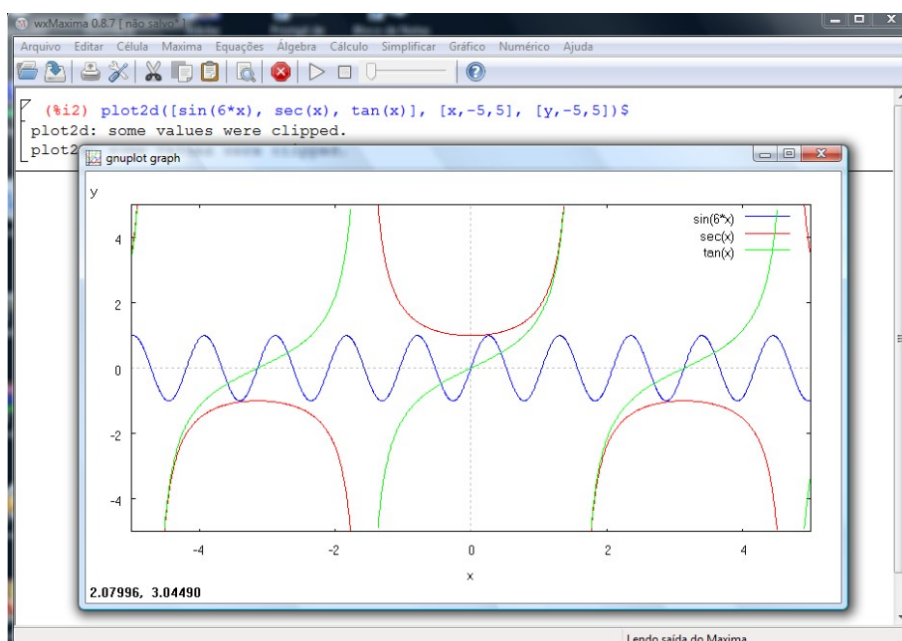 wxMaxima 0.8.7 [ não salvo* ]
Arquivo Editar Célula Maxima Equações Álgebra Cálculo Simplificar Gráfico Numérico Ajuda
(%i2) plot2d([sin(6*x), sec(x), tan(x)], [x,-5,5], [y,-5,5])$
plot2d: some values were clipped.
plot2
gnuplot graph
y
sin(6*x)
sec(x)
tan(x)
4
2
0
-2
-4
-4 -2 0 2 4
x
2.07996, 3.04490
Lendo saída do Maxima